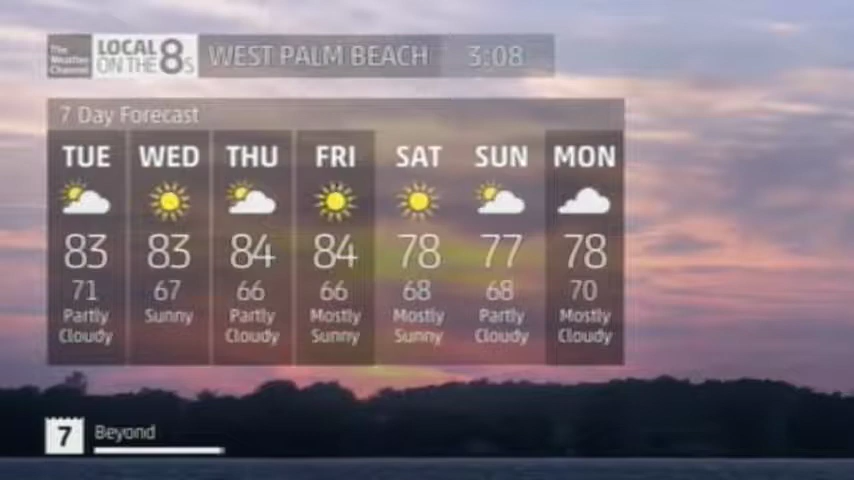 The Weather Channel
LOCAL ON THE 8s
WEST PALM BEACH 3:08
7 Day Forecast
TUE WED THU FRI SAT SUN MON
83 83 84 84 78 77 78
71 67 66 66 68 68 70
Partly Cloudy Sunny Partly Cloudy Mostly Sunny Mostly Sunny Partly Cloudy Mostly Cloudy
7 Beyond